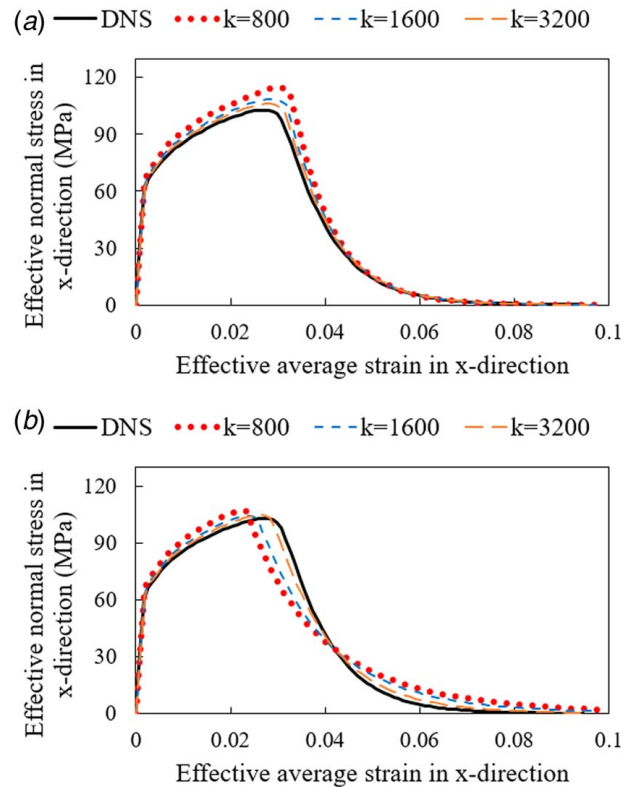 (a) DNS k=800 k=1600 k=3200
120
90
60
30
0
0 0.02 0.04 0.06 0.08 0.1
Effective normal stress in
x-direction (MPa)
Effective average strain in x-direction
(b) DNS k=800 k=1600 k=3200
120
90
60
30
0
0 0.02 0.04 0.06 0.08 0.1
Effective normal stress in
x-direction (MPa)
Effective average strain in x-direction